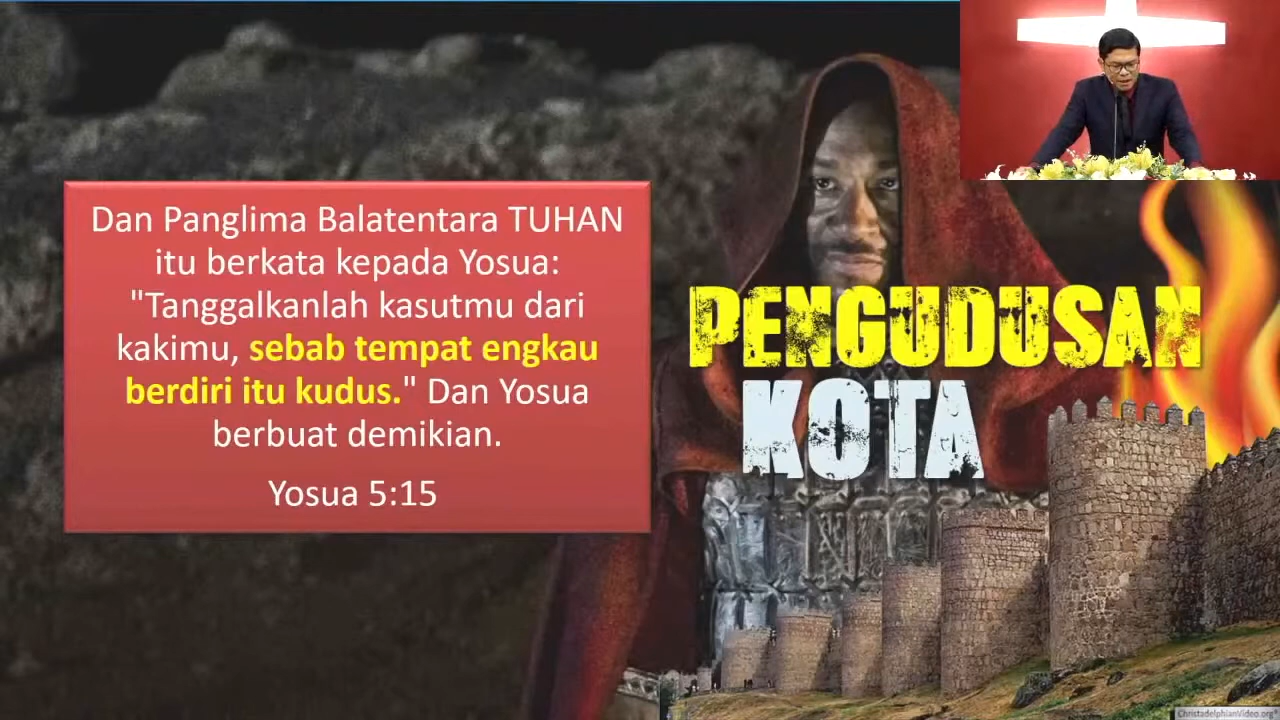 Dan Panglima Balatentara TUHAN
itu berkata kepada Yosua:
"Tanggalkanlah kasutmu dari
kakimu, sebab tempat engkau
berdiri itu kudus." Dan Yosua
berbuat demikian.
Yosua 5:15
PENGUDUSAN
KOTA
ChristadelphianVideo.org